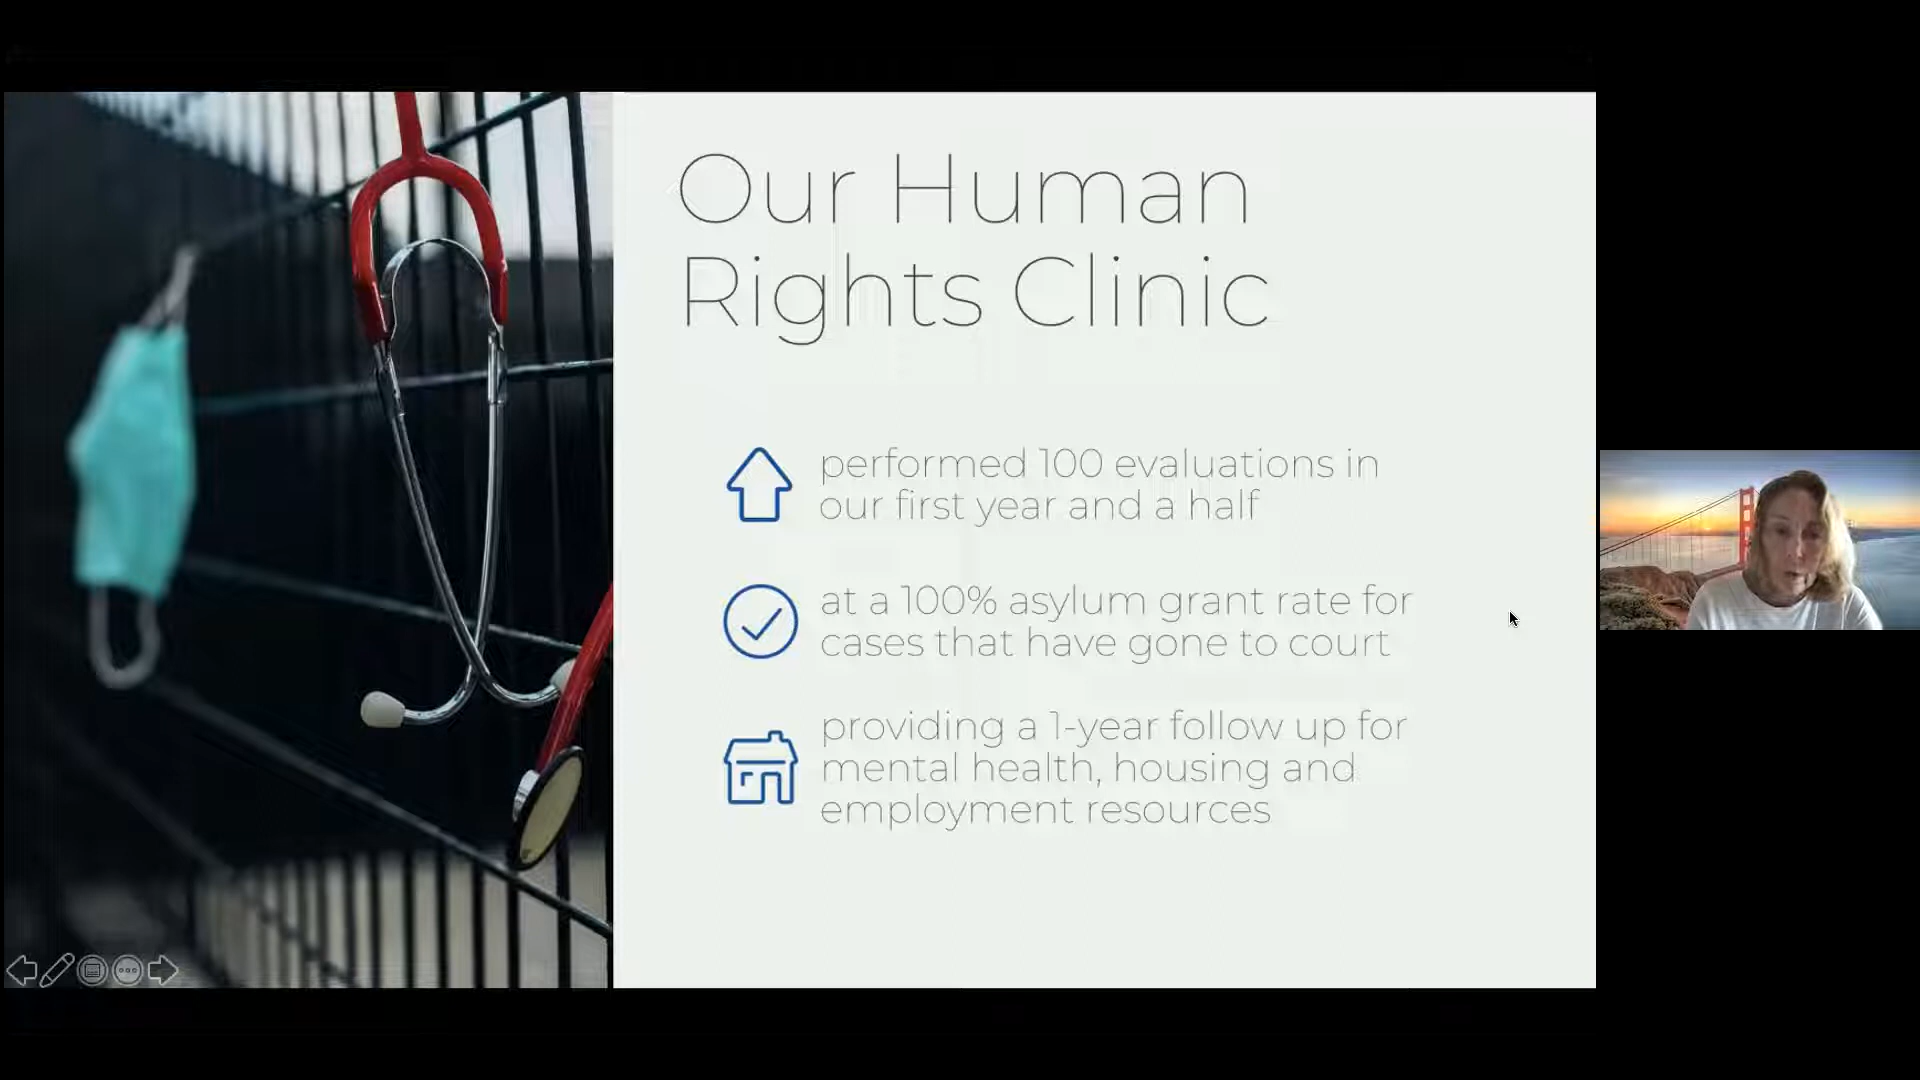 Our Human
Rights Clinic
performed 100 evaluations in
our first year and a half
at a 100% asylum grant rate for
cases that have gone to court
providing a 1-year follow up for
mental health, housing and
employment resources